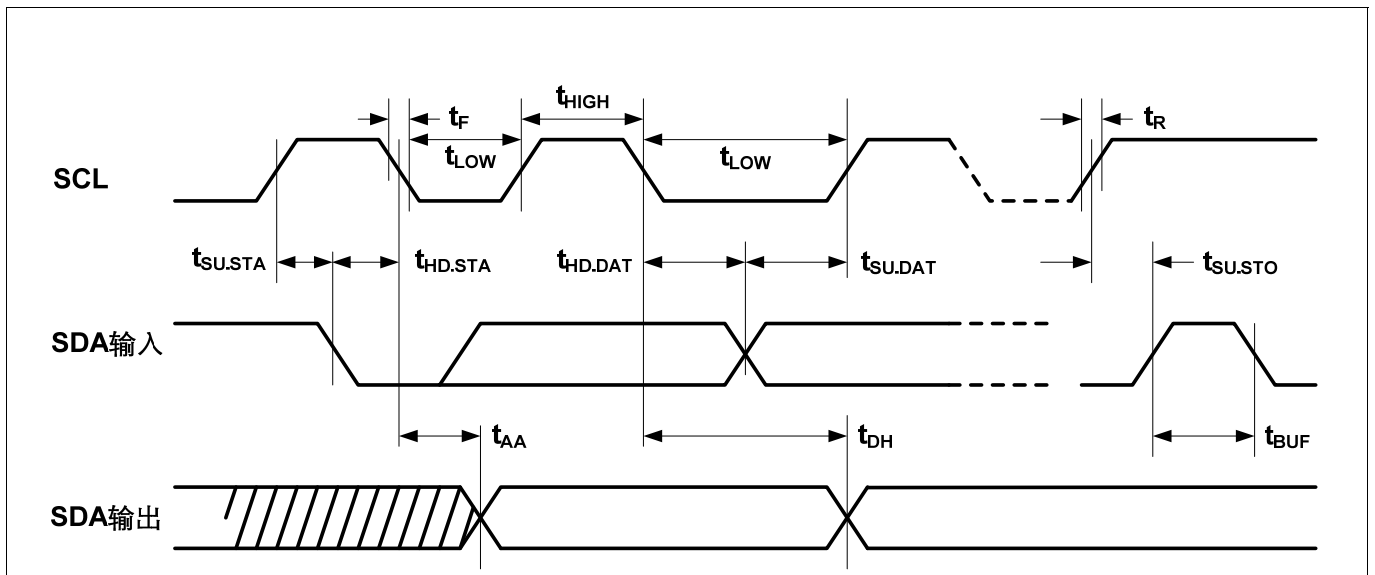 tF
tHIGH
tLOW
tLOW
tR
SCL
tSU.STA
tHD.STA
tHD.DAT
tSU.DAT
tSU.STO
SDA输入
tAA
tDH
tBUF
SDA输出